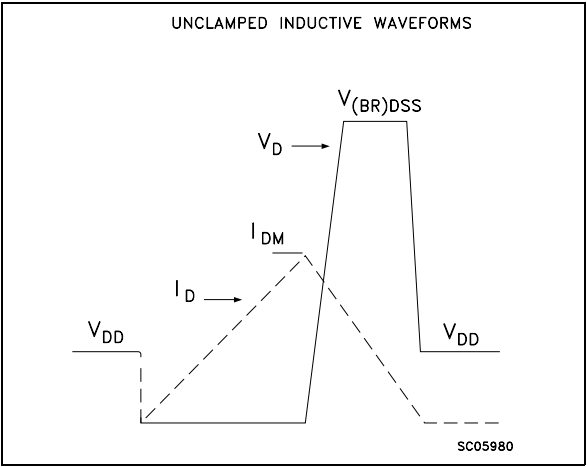 UNCLAMPED INDUCTIVE WAVEFORMS
V(BR)DSS
VD
IDM
ID
VDD
VDD
SC05980